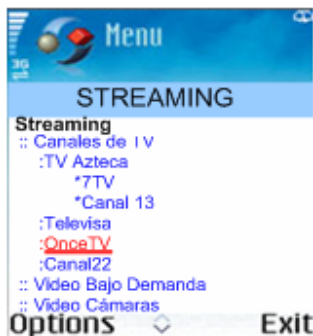 3G
Menu
STREAMING
Streaming
:: Canales de TV
:TV Azteca
*7TV
*Canal 13
:Televisa
:OnceTV
:Canal22
:: Video Bajo Demanda
:: Video Cámaras
Options Exit